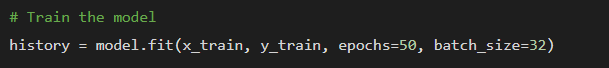 # Train the model
history = model.fit(x_train, y_train, epochs=50, batch_size=32)